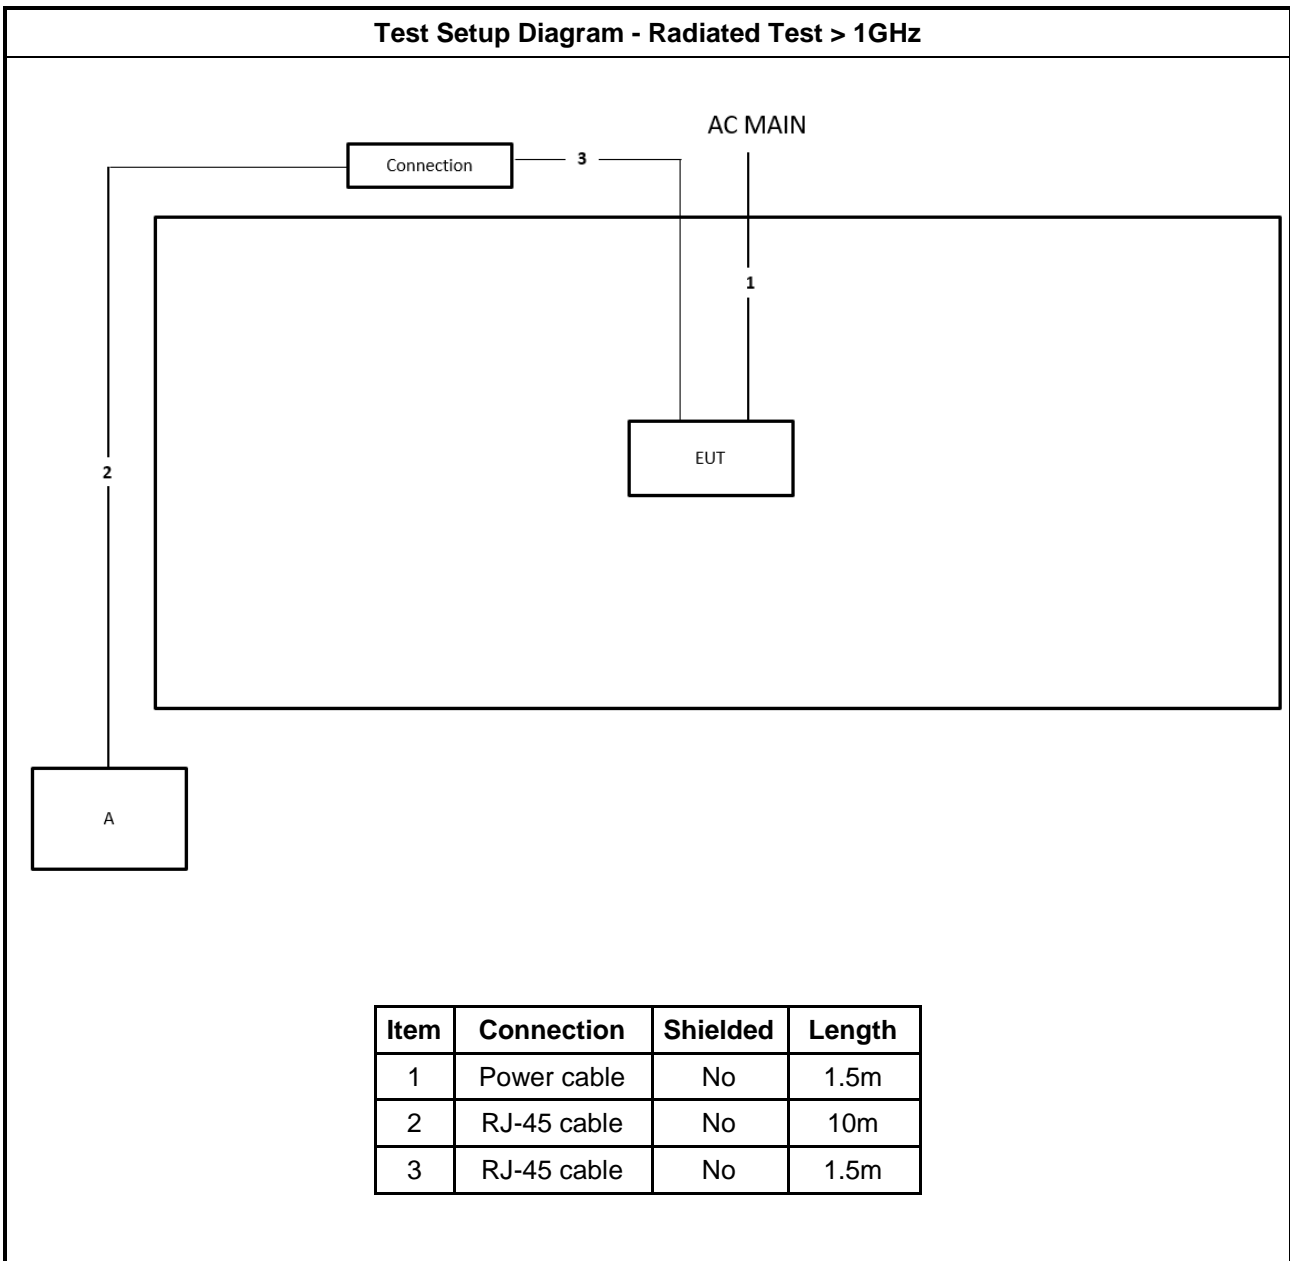 Test Setup Diagram - Radiated Test > 1GHz
AC MAIN
Connection
3
1
EUT
2
A
Item Connection Shielded Length
1 Power cable No 1.5m
2 RJ-45 cable No 10m
3 RJ-45 cable No 1.5m